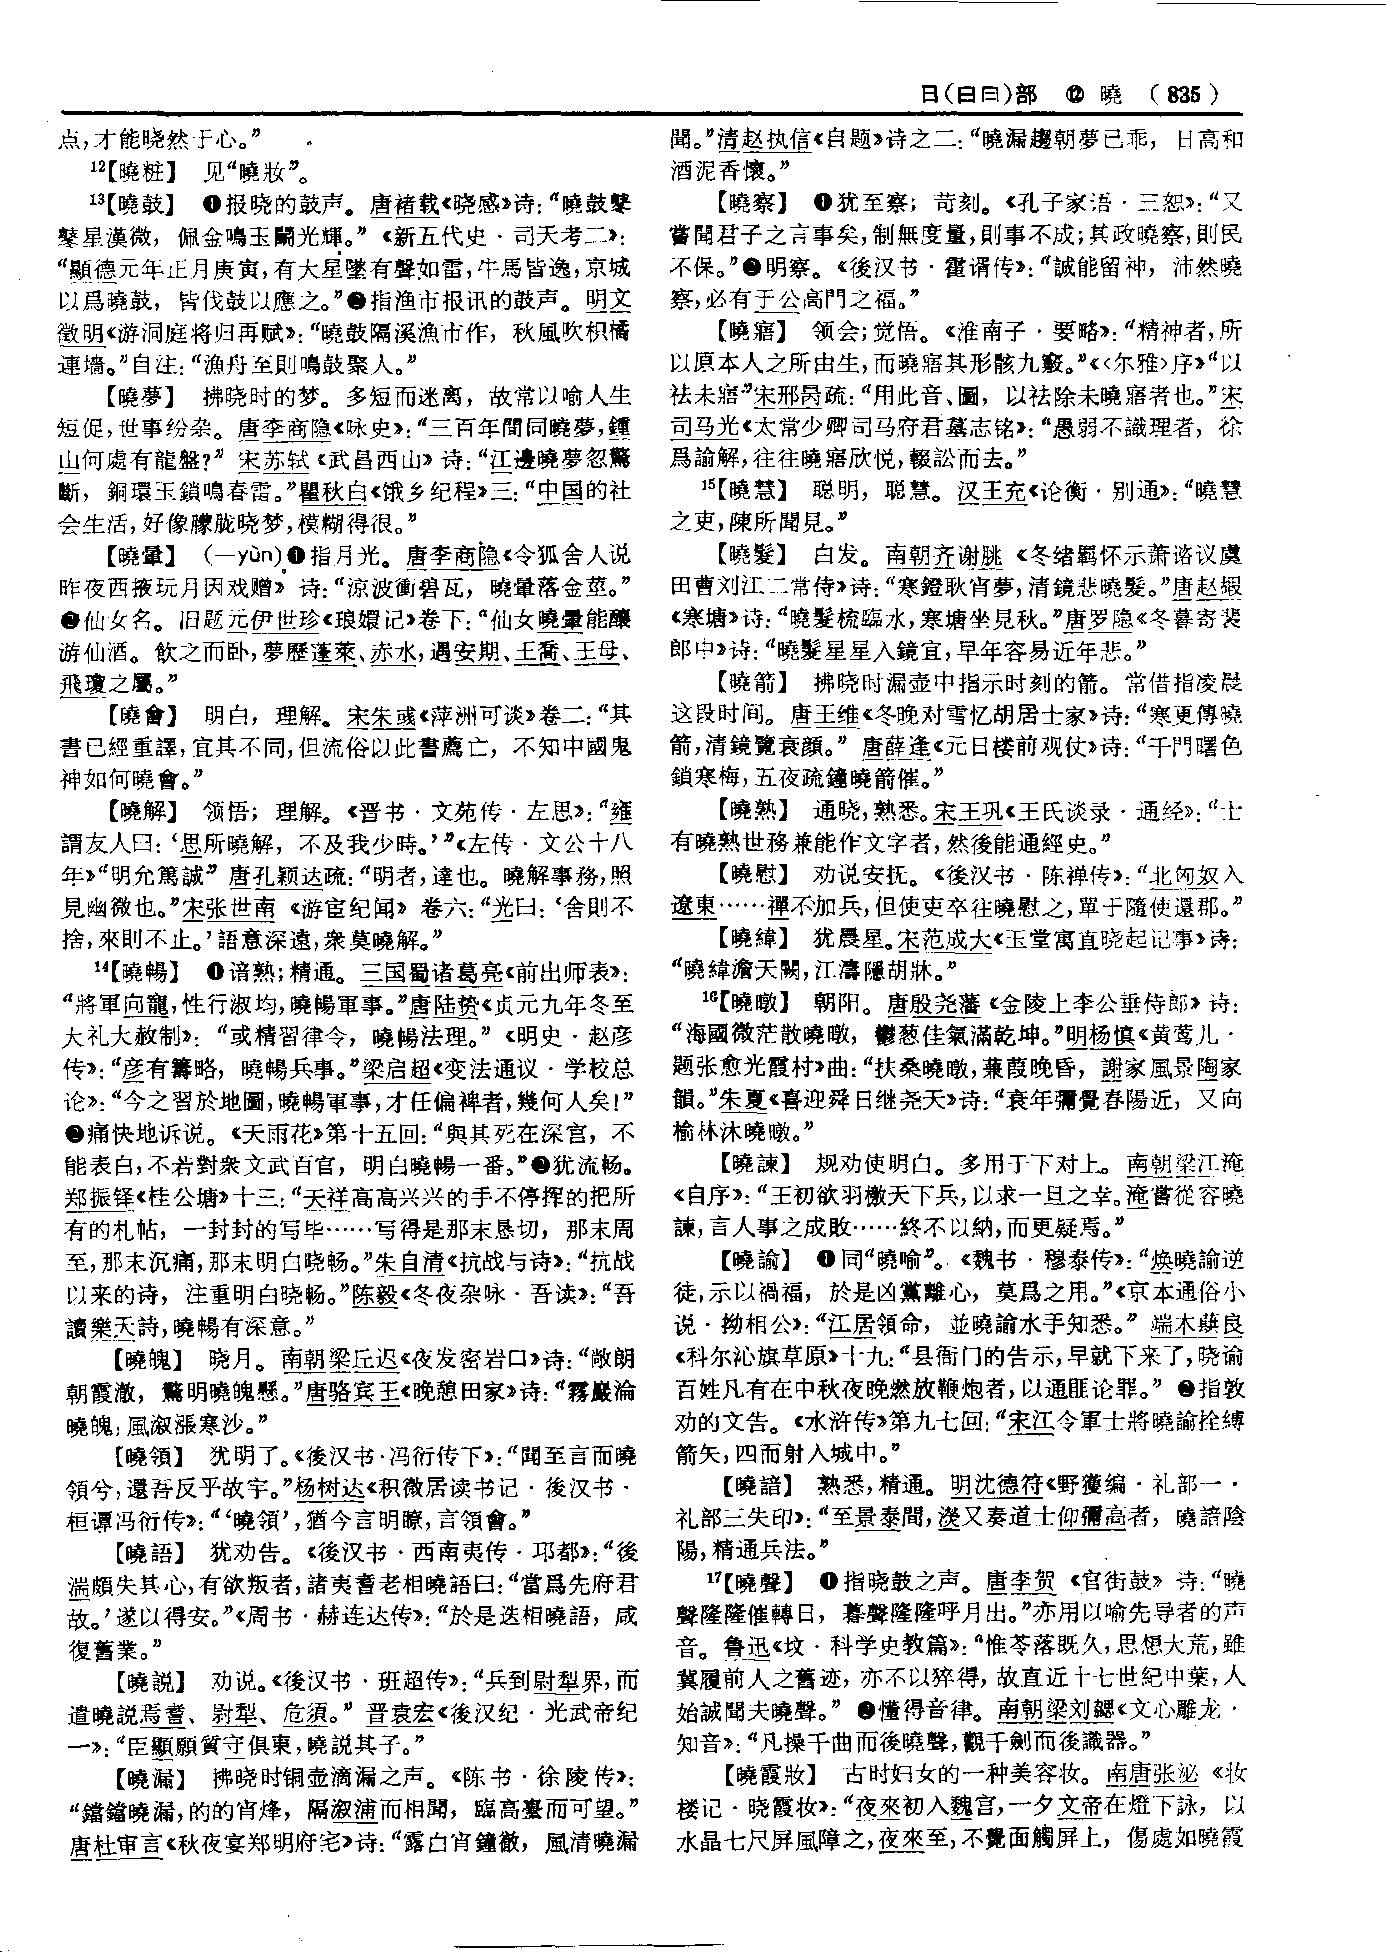 日(日曰)部 ⑫ 曉 (835)
点,才能晓然于心。”
12【曉粧】 见“曉妝”。
13【曉鼓】 ❶报晓的鼓声。唐褚载《晓感》诗:“曉鼓鼕
鼕星漢微,佩金鳴玉鬭光輝。”《新五代史·司天考二》:
“顯德元年正月庚寅,有大星墜有聲如雷,牛馬皆逸,京城
以爲曉鼓,皆伐鼓以應之。”❷指渔市报讯的鼓声。明文
徵明《游洞庭将归再赋》:“曉鼓隔溪漁市作,秋風吹枳橘
連墻。”自注:“漁舟至則鳴鼓聚人。”
【曉夢】 拂晓时的梦。多短而迷离,故常以喻人生
短促,世事纷杂。唐李商隐《咏史》:“三百年間同曉夢,鍾
山何處有龍盤?”宋苏轼《武昌西山》诗:“江邊曉夢忽驚
斷,銅環玉鎖鳴春雷。”瞿秋白《饿乡纪程》三:“中国的社
会生活,好像朦胧晓梦,模糊得很。”
【曉暈】 (—yùn)❶指月光。唐李商隐《令狐舍人说
昨夜西掖玩月因戏赠》诗:“涼波衝碧瓦,曉暈落金莖。”
❷仙女名。旧题元伊世珍《琅嬛记》卷下:“仙女曉暈能釀
游仙酒。飲之而卧,夢歷蓬萊、赤水,遇安期、王喬、王母、
飛瓊之屬。”
【曉會】 明白,理解。宋朱彧《萍洲可谈》卷二:“其
書已經重譯,宜其不同,但流俗以此書薦亡,不知中國鬼
神如何曉會。”
【曉解】 领悟;理解。《晋书·文苑传·左思》:“雍
謂友人曰:‘思所曉解,不及我少時。’”《左传·文公十八
年》“明允篤誠”唐孔颖达疏:“明者,達也。曉解事務,照
見幽微也。”宋张世南《游宦纪闻》卷六:“光曰:‘舍則不
捨,來則不止。’語意深遠,衆莫曉解。”
14【曉暢】 ❶谙熟;精通。三国蜀诸葛亮《前出师表》:
“將軍向寵,性行淑均,曉暢軍事。”唐陆贽《贞元九年冬至
大礼大赦制》:“或精習律令,曉暢法理。”《明史·赵彦
传》:“彦有籌略,曉暢兵事。”梁启超《变法通议·学校总
论》:“今之習於地圖,曉暢軍事,才任偏裨者,幾何人矣!”
❷痛快地诉说。《天雨花》第十五回:“與其死在深宫,不
能表白,不若對衆文武百官,明白曉暢一番。”❸犹流畅。
郑振铎《桂公塘》十三:“天祥高高兴兴的手不停挥的把所
有的札帖,一封封的写毕……写得是那末恳切,那末周
至,那末沉痛,那末明白晓畅。”朱自清《抗战与诗》:“抗战
以来的诗,注重明白晓畅。”陈毅《冬夜杂咏·吾读》:“吾
讀樂天詩,曉暢有深意。”
【曉魄】 晓月。南朝梁丘迟《夜发密岩口》诗:“敞朗
朝霞澈,驚明曉魄懸。”唐骆宾王《晚憩田家》诗:“霧巖淪
曉魄,風溆漲寒沙。”
【曉領】 犹明了。《後汉书·冯衍传下》:“聞至言而曉
領兮,還吾反乎故宇。”杨树达《积微居读书记·後汉书·
桓谭冯衍传》:“‘曉領’,猶今言明瞭,言領會。”
【曉語】 犹劝告。《後汉书·西南夷传·邛都》:“後
湍頗失其心,有欲叛者,諸夷耆老相曉語曰:‘當爲先府君
故。’遂以得安。”《周书·赫连达传》:“於是迭相曉語,咸
復舊業。”
【曉説】 劝说。《後汉书·班超传》:“兵到尉犁界,而
遣曉説焉耆、尉犁、危須。”晋袁宏《後汉纪·光武帝纪
一》:“臣顯願質守俱東,曉説其子。”
【曉漏】 拂晓时铜壶滴漏之声。《陈书·徐陵传》:
“鐺鐺曉漏,的的宵烽,隔溆浦而相聞,臨高臺而可望。”
唐杜审言《秋夜宴郑明府宅》诗:“露白宵鐘徹,風清曉漏
聞。”清赵执信《自题》诗之二:“曉漏趨朝夢已乖,日高和
酒泥香懷。”
【曉察】 ❶犹至察;苛刻。《孔子家语·三恕》:“又
嘗聞君子之言事矣,制無度量,則事不成;其政曉察,則民
不保。”❷明察。《後汉书·霍谞传》:“誠能留神,沛然曉
察,必有于公高門之福。”
【曉寤】 领会;觉悟。《淮南子·要略》:“精神者,所
以原本人之所由生,而曉寤其形骸九竅。”《〈尔雅〉序》“以
祛未寤”宋邢昺疏:“用此音、圖,以祛除未曉寤者也。”宋
司马光《太常少卿司马府君墓志铭》:“愚弱不識理者,徐
爲諭解,往往曉寤欣悦,輟訟而去。”
15【曉慧】 聪明,聪慧。汉王充《论衡·别通》:“曉慧
之吏,陳所聞見。”
【曉髮】 白发。南朝齐谢朓《冬绪羁怀示萧谘议虞
田曹刘江二常侍》诗:“寒鐙耿宵夢,清鏡悲曉髮。”唐赵嘏
《寒塘》诗:“曉髮梳臨水,寒塘坐見秋。”唐罗隐《冬暮寄裴
郎中》诗:“曉髮星星入鏡宜,早年容易近年悲。”
【曉箭】 拂晓时漏壶中指示时刻的箭。常借指凌晨
这段时间。唐王维《冬晚对雪忆胡居士家》诗:“寒更傳曉
箭,清鏡覽衰顔。”唐薛逢《元日楼前观仗》诗:“千門曙色
鎖寒梅,五夜疏鐘曉箭催。”
【曉熟】 通晓,熟悉。宋王巩《王氏谈录·通经》:“士
有曉熟世務兼能作文字者,然後能通經史。”
【曉慰】 劝说安抚。《後汉书·陈禅传》:“北匈奴入
遼東……禪不加兵,但使吏卒往曉慰之,單于隨使還郡。”
【曉緯】 犹晨星。宋范成大《玉堂寓直晓起记事》诗:
“曉緯澹天闕,江濤隱胡牀。”
16【曉暾】 朝阳。唐殷尧藩《金陵上李公垂侍郎》诗:
“海國微茫散曉暾,鬱葱佳氣滿乾坤。”明杨慎《黄莺儿·
题张愈光霞村》曲:“扶桑曉暾,蒹葭晚昏,謝家風景陶家
韻。”朱夏《喜迎舜日继尧天》诗:“衰年彌覺春陽近,又向
榆林沐曉暾。”
【曉諫】 规劝使明白。多用于下对上。南朝梁江淹
《自序》:“王初欲羽檄天下兵,以求一旦之幸。淹嘗從容曉
諫,言人事之成敗……終不以納,而更疑焉。”
【曉諭】 ❶同“曉喻”。《魏书·穆泰传》:“焕曉諭逆
徒,示以禍福,於是凶黨離心,莫爲之用。”《京本通俗小
说·拗相公》:“江居領命,並曉諭水手知悉。”端木蕻良
《科尔沁旗草原》十九:“县衙门的告示,早就下来了,晓谕
百姓凡有在中秋夜晚燃放鞭炮者,以通匪论罪。”❷指敦
劝的文告。《水浒传》第九七回:“宋江令軍士將曉諭拴縛
箭矢,四而射入城中。”
【曉諳】 熟悉,精通。明沈德符《野獲编·礼部一·
礼部三失印》:“至景泰間,濙又奏道士仰彌高者,曉諳陰
陽,精通兵法。”
17【曉聲】 ❶指晓鼓之声。唐李贺《官街鼓》诗:“曉
聲隆隆催轉日,暮聲隆隆呼月出。”亦用以喻先导者的声
音。鲁迅《坟·科学史教篇》:“惟苓落既久,思想大荒,雖
冀履前人之舊迹,亦不以猝得,故直近十七世紀中葉,人
始誠聞夫曉聲。”❷懂得音律。南朝梁刘勰《文心雕龙·
知音》:“凡操千曲而後曉聲,觀千劍而後識器。”
【曉霞妝】 古时妇女的一种美容妆。南唐张泌《妆
楼记·晓霞妆》:“夜來初入魏宫,一夕文帝在燈下詠,以
水晶七尺屏風障之,夜來至,不覺面觸屏上,傷處如曉霞